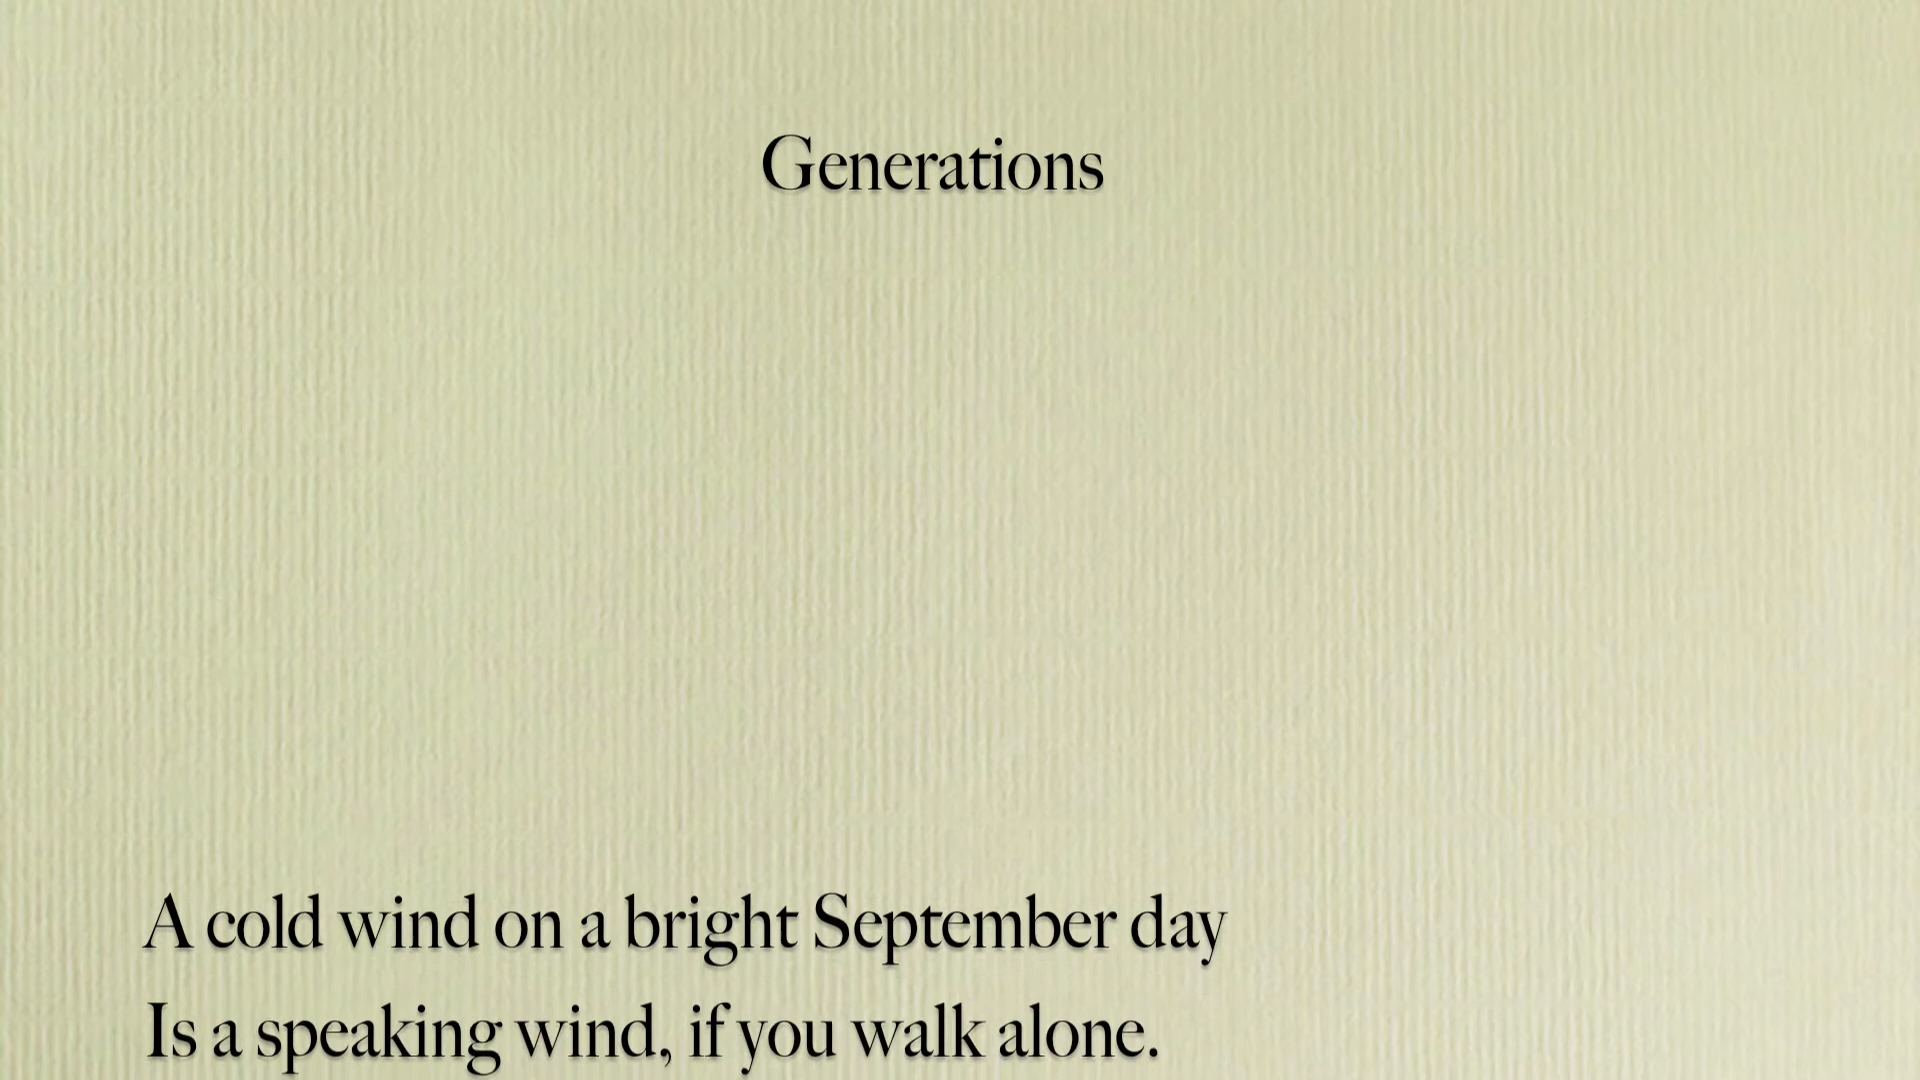 Generations
A cold wind on a bright September day
Is a speaking wind, if you walk alone.